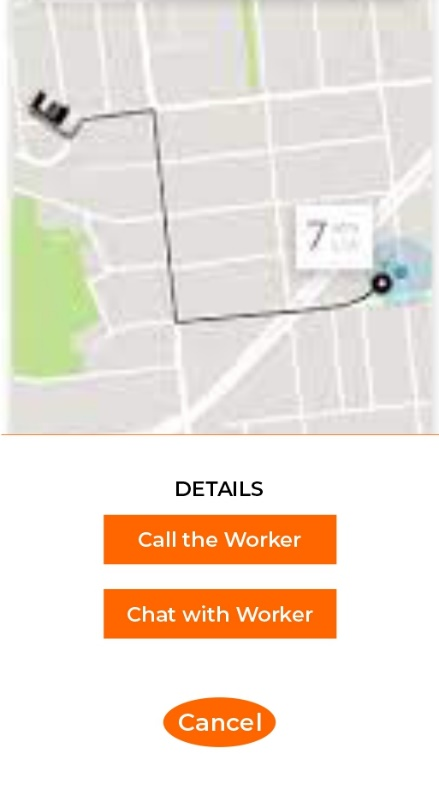 7
DETAILS
Call the Worker
Chat with Worker
Cancel